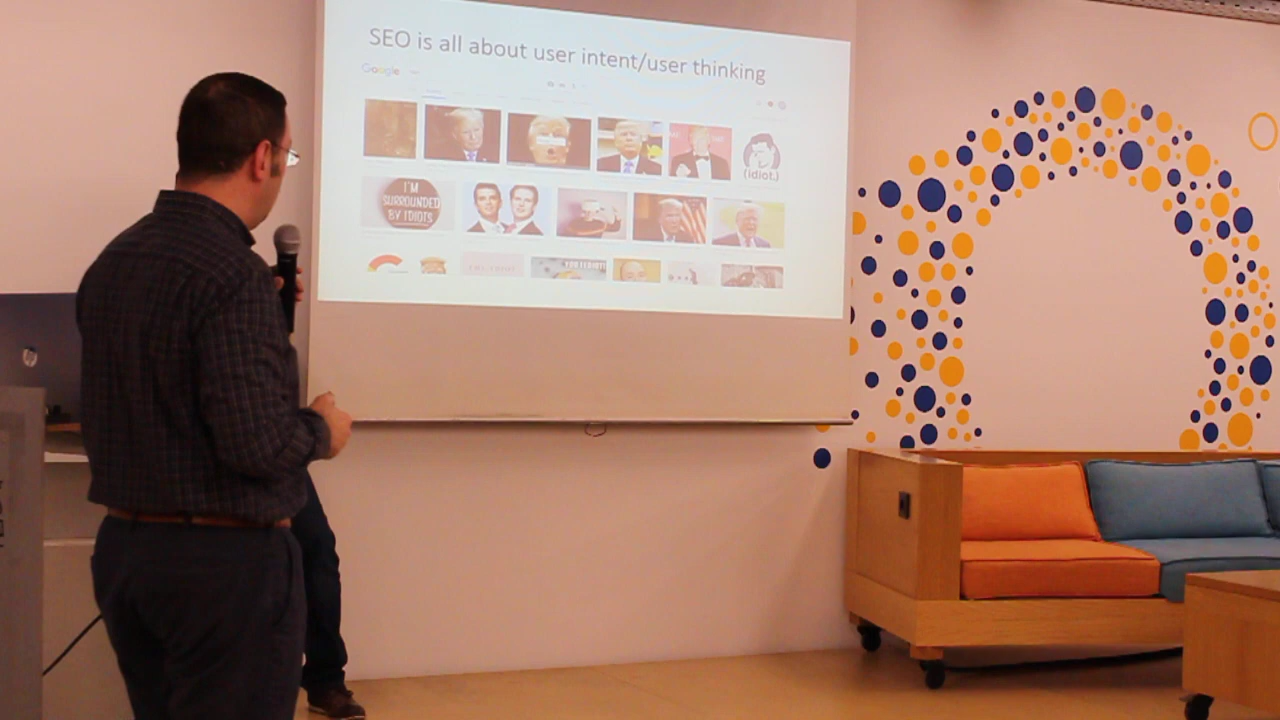 SEO is all about user intent/user thinking
Google
(idiot.)
I'M
SURROUNDED
BY IDIOTS